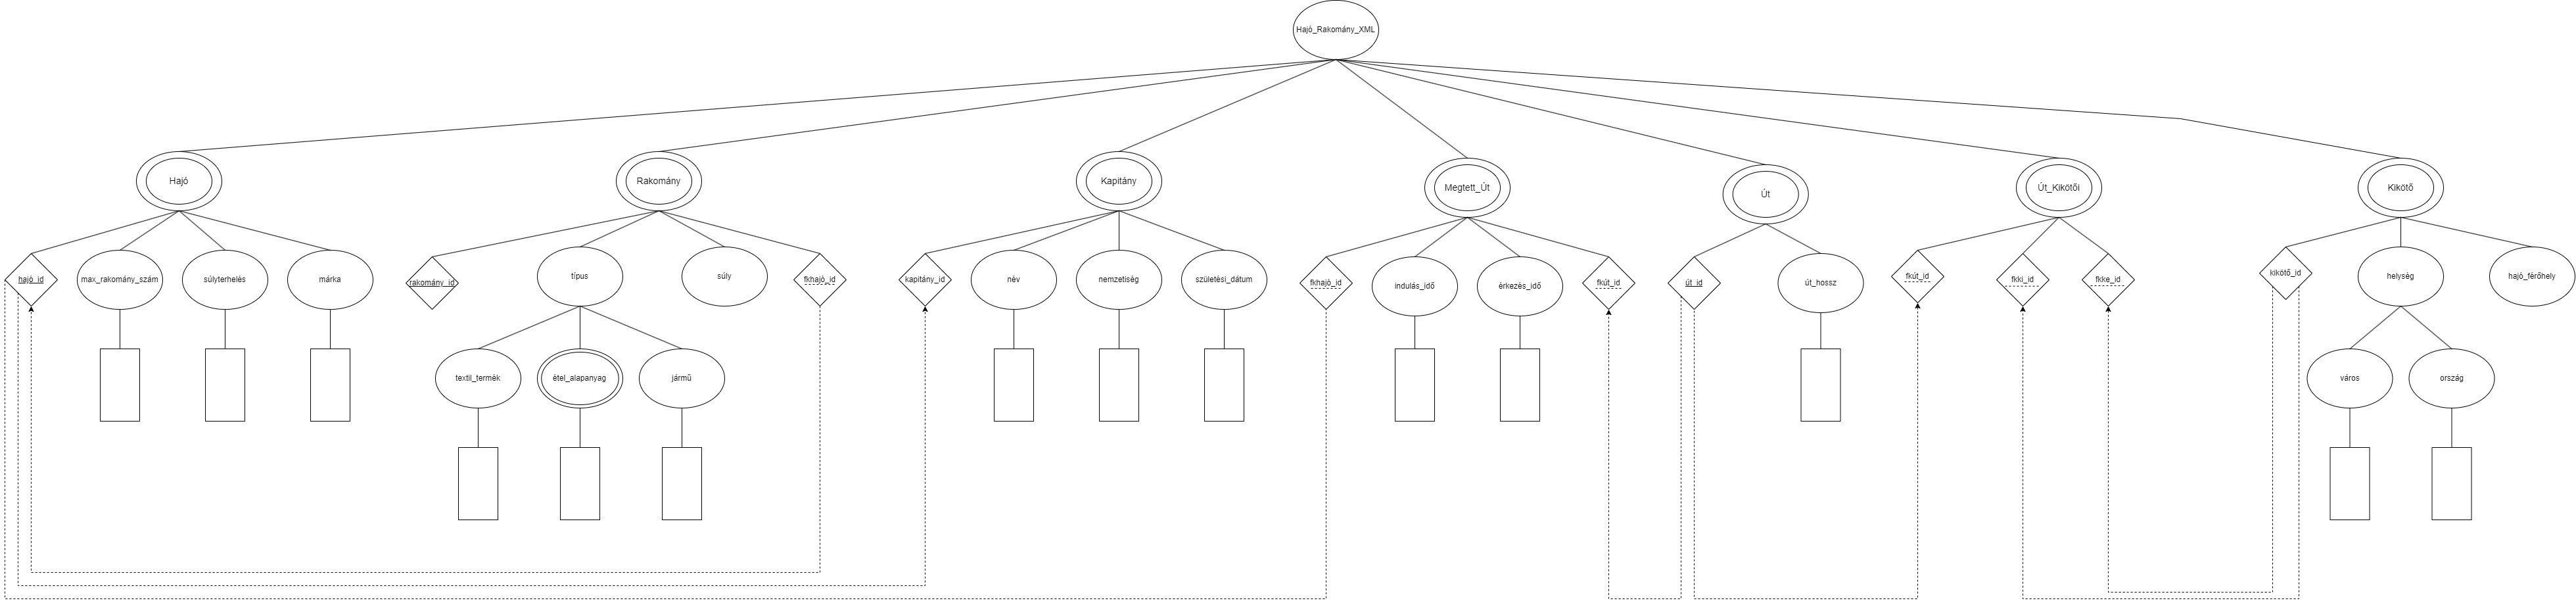 Hajó_Rakomány_XML
Hajó
Rakomány
Kapitány
Megtett_Út
Út
Út_Kikötői
Kikötő
hajó_id
max_rakomány_szám
súlyterhelés
márka
rakomány_id
típus
súly
fkhajó_id
kapitány_id
név
nemzetiség
születési_dátum
fkhajó_id
indulás_idő
érkezés_idő
fkút_id
út_id
út_hossz
fkút_id
fkki_id
fkke_id
kikötő_id
helység
hajó_férőhely
textil_termék
étel_alapanyag
jármű
város
ország